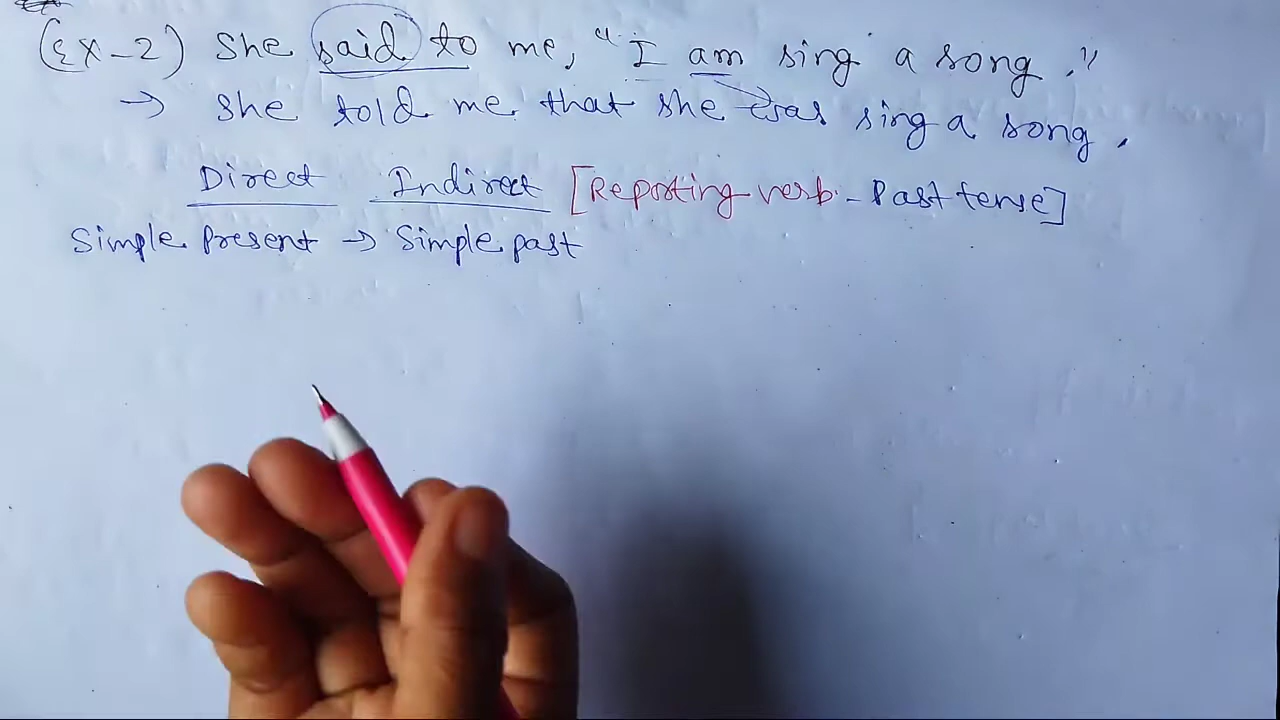 (Ex-2) She said to me, "I am sing a song."
→ She told me that she was sing a song.
Direct Indirect [Reporting verb - Past tense]
Simple Present → Simple past